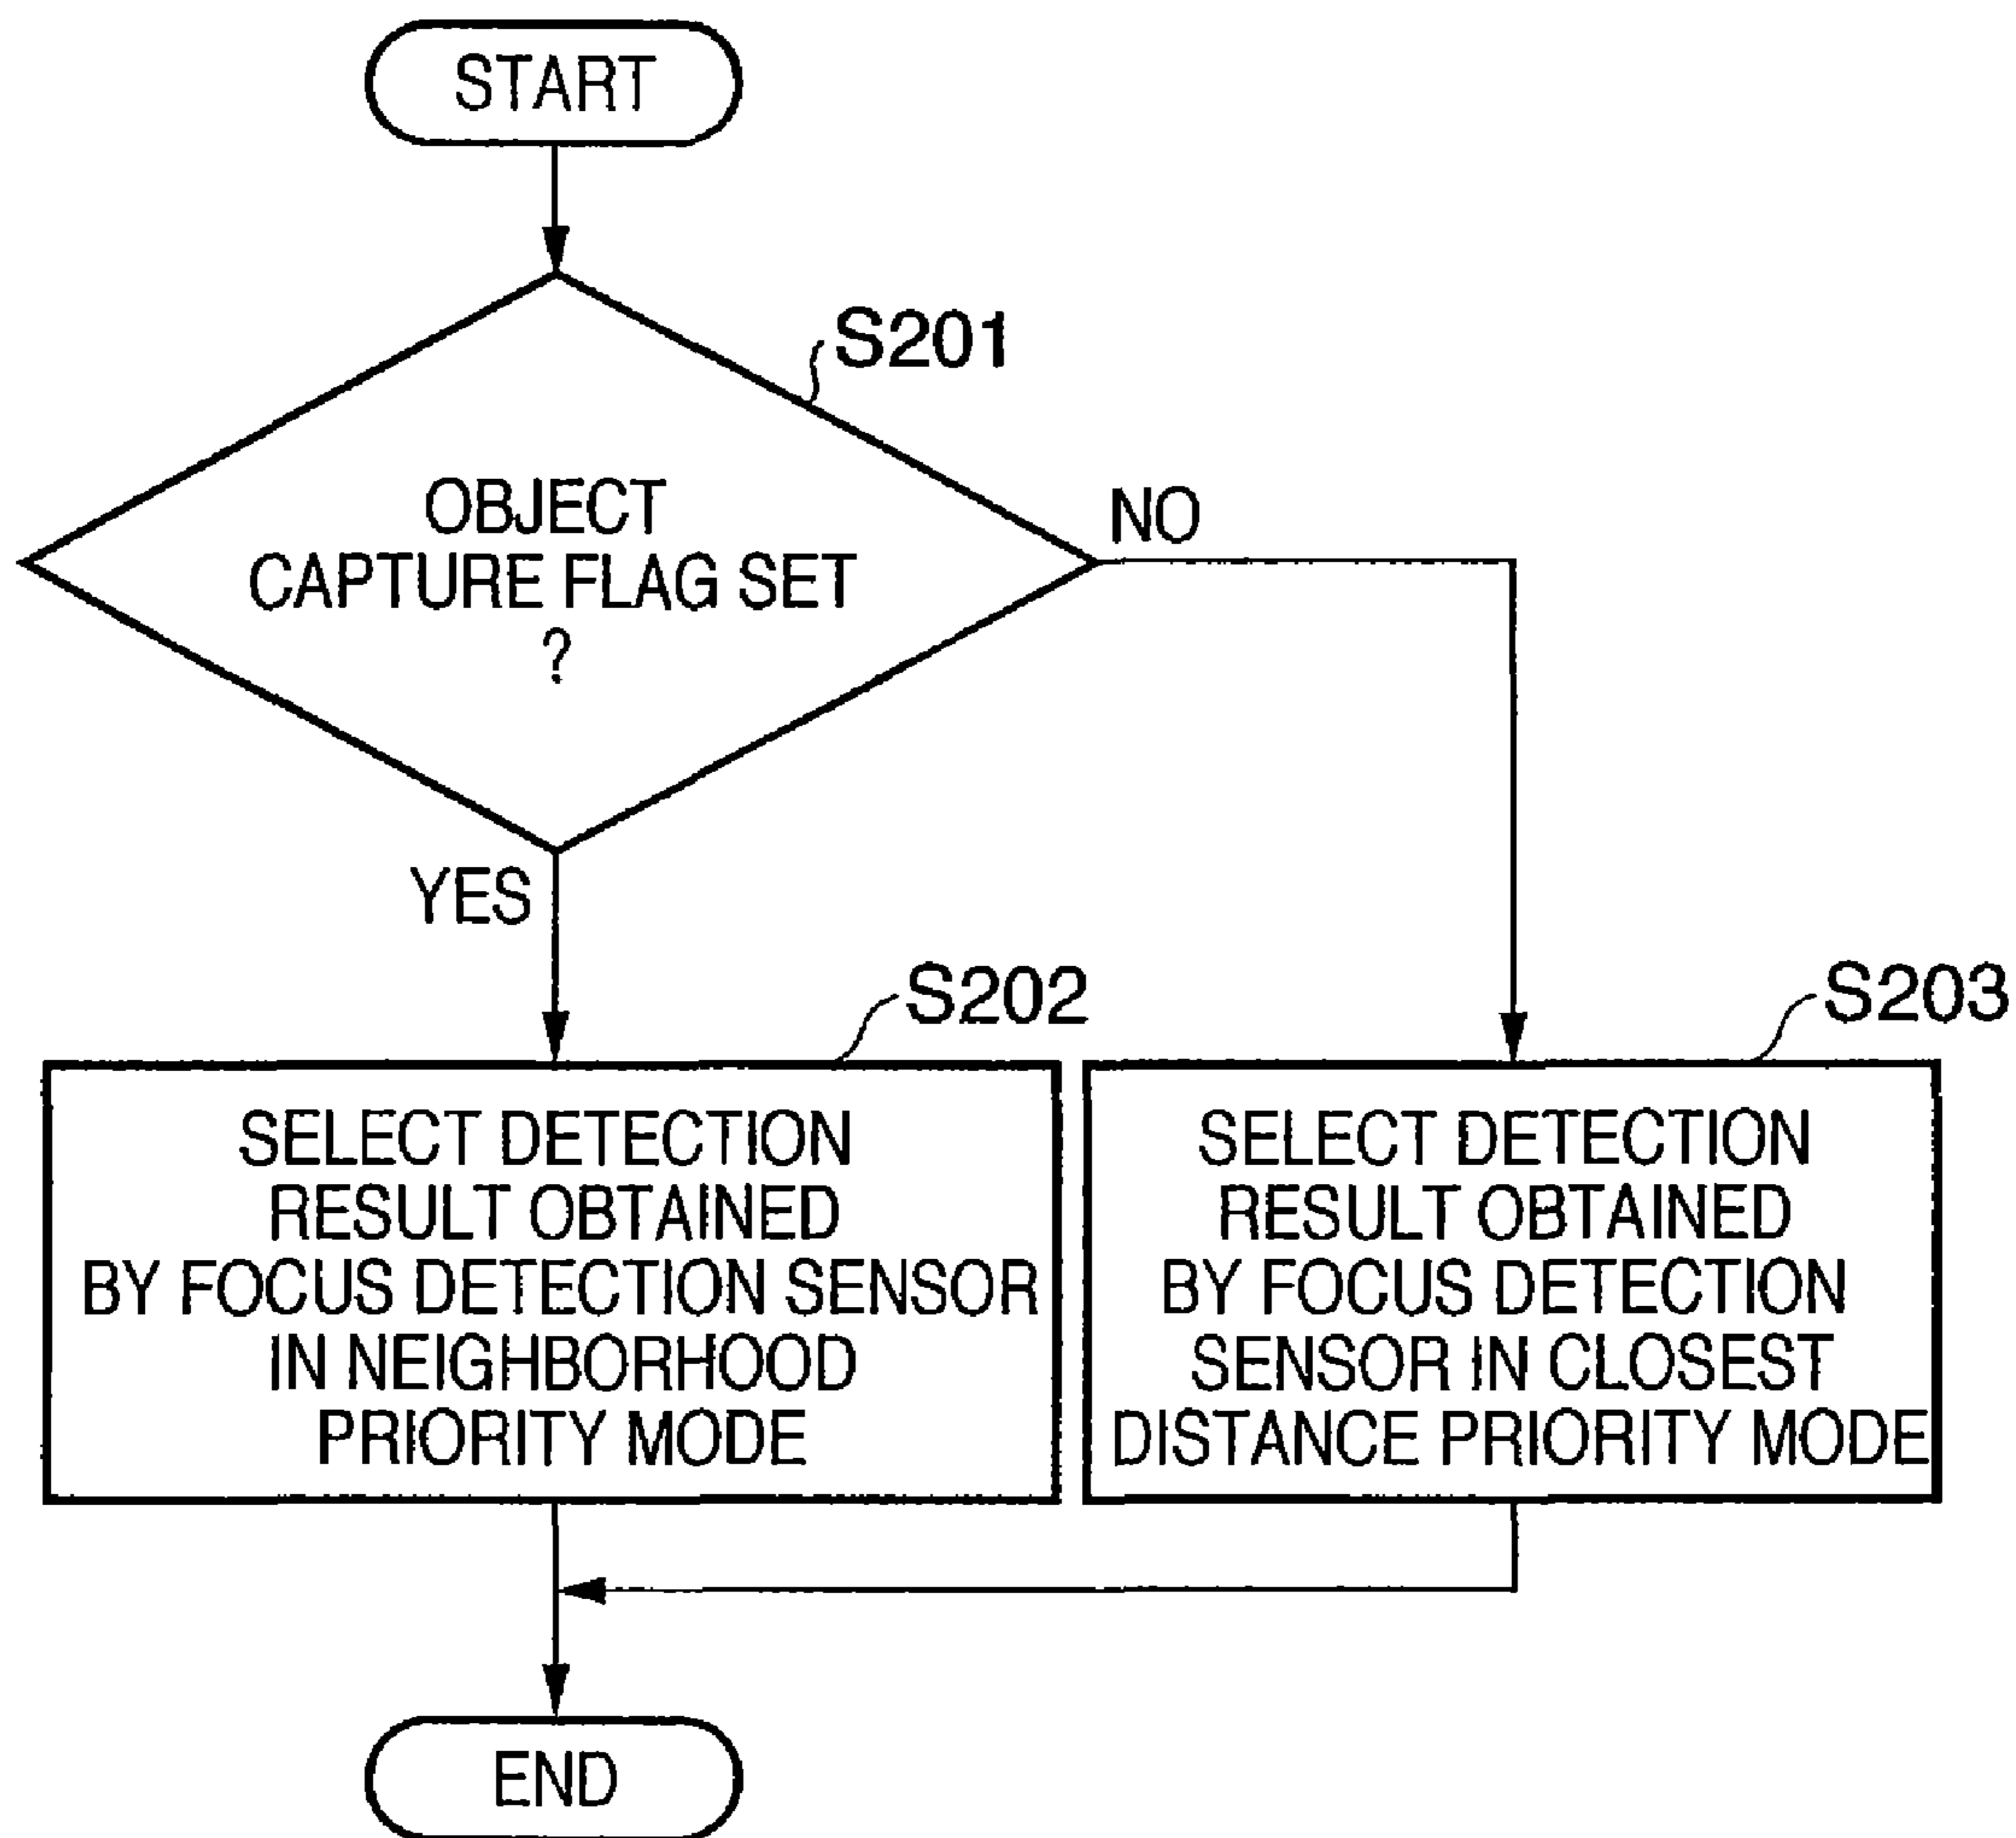 START
S201
OBJECT
CAPTURE FLAG SET
?
NO
YES
S202
SELECT DETECTION
RESULT OBTAINED
BY FOCUS DETECTION SENSOR
IN NEIGHBORHOOD
PRIORITY MODE
S203
SELECT DETECTION
RESULT OBTAINED
BY FOCUS DETECTION
SENSOR IN CLOSEST
DISTANCE PRIORITY MODE
END